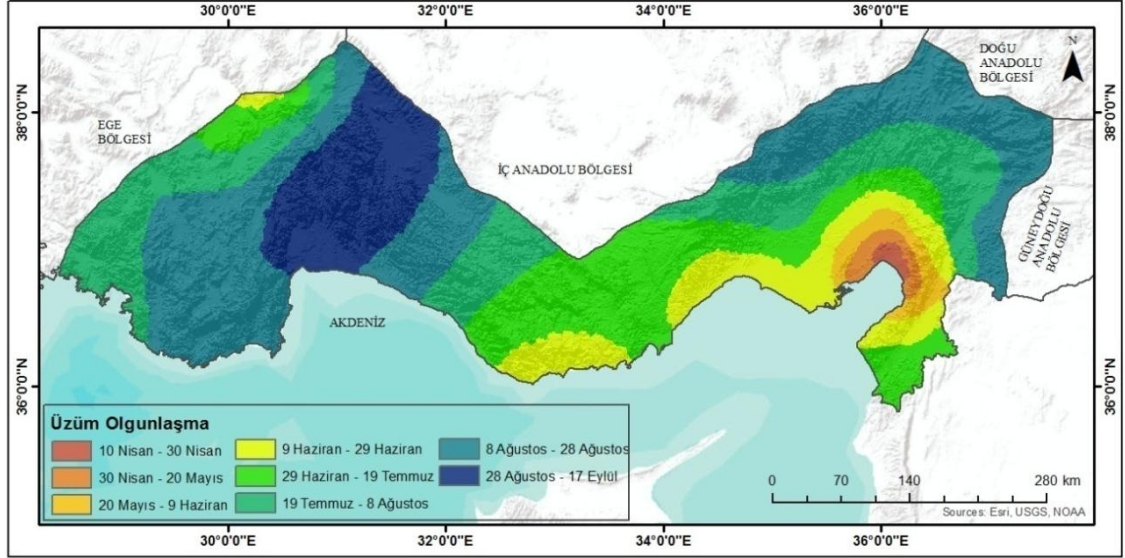 30°0'0"E 32°0'0"E 34°0'0"E 36°0'0"E
DOĞU
ANADOLU
BÖLGESİ
N
38°0'0"N
38°0'0"N
EGE
BÖLGESİ
İÇ ANADOLU BÖLGESİ
GÜNEYDOĞU
ANADOLU
BÖLGESİ
AKDENİZ
36°0'0"N
36°0'0"N
Üzüm Olgunlaşma
10 Nisan - 30 Nisan
30 Nisan - 20 Mayıs
20 Mayıs - 9 Haziran
9 Haziran - 29 Haziran
29 Haziran - 19 Temmuz
19 Temmuz - 8 Ağustos
8 Ağustos - 28 Ağustos
28 Ağustos - 17 Eylül
0 70 140 280 km
Sources: Esri, USGS, NOAA
30°0'0"E 32°0'0"E 34°0'0"E 36°0'0"E